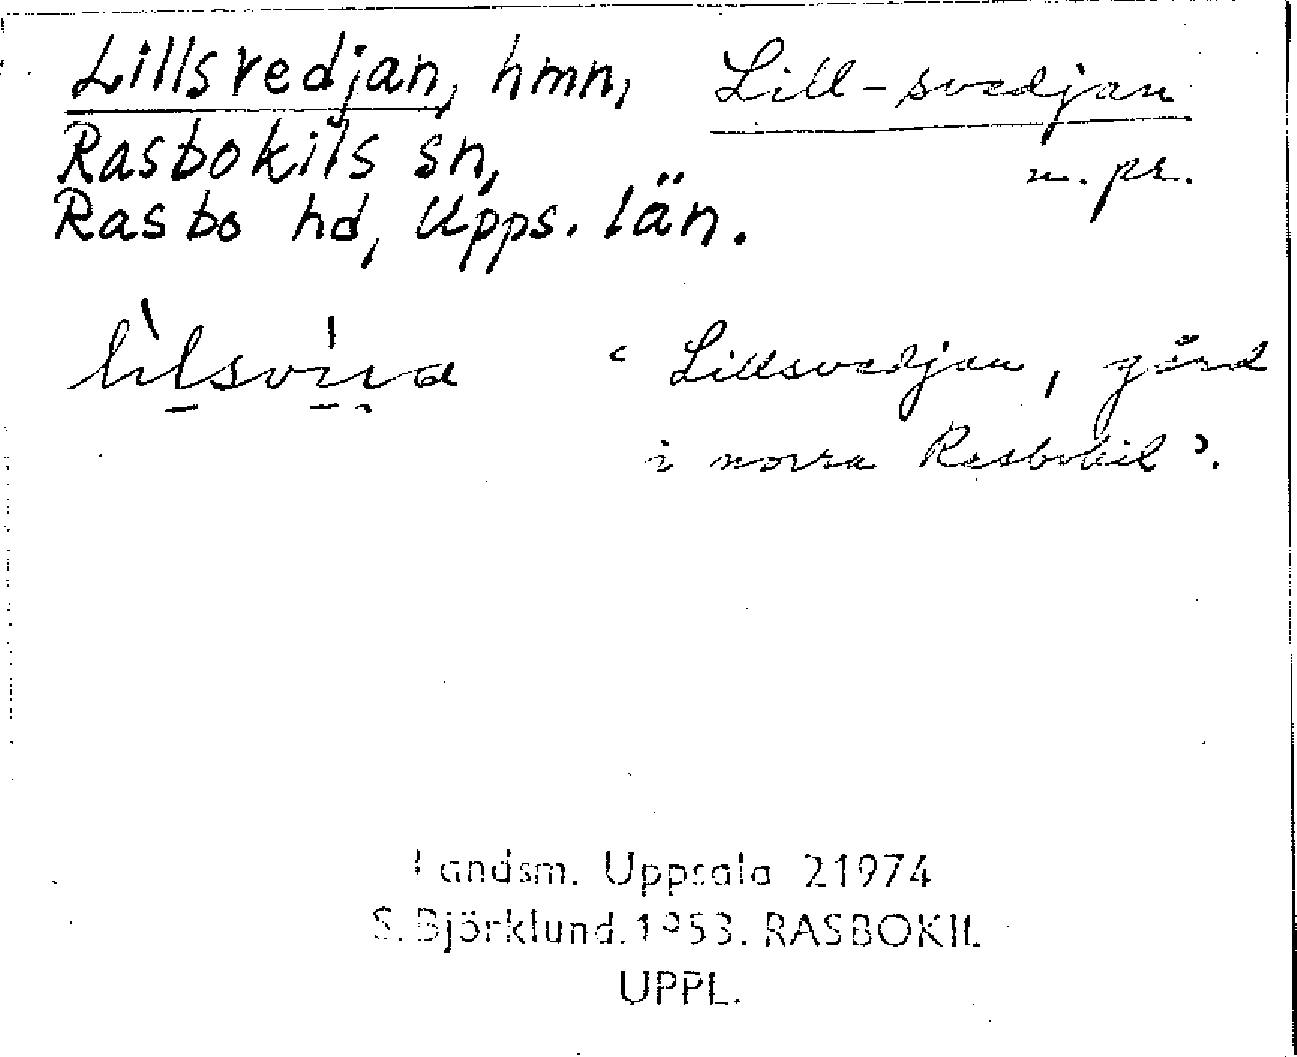 Lillsvedjan, hmn, Lill-svedjan
Rasbokils sn, n. pr.
Rasbo hd, Upps. län.
‘Lillsvedjan, gård
i norra Rasbokil’.
Landsm. Uppsala 21974
S. Björklund. 1953. RASBOKIL
UPPL.